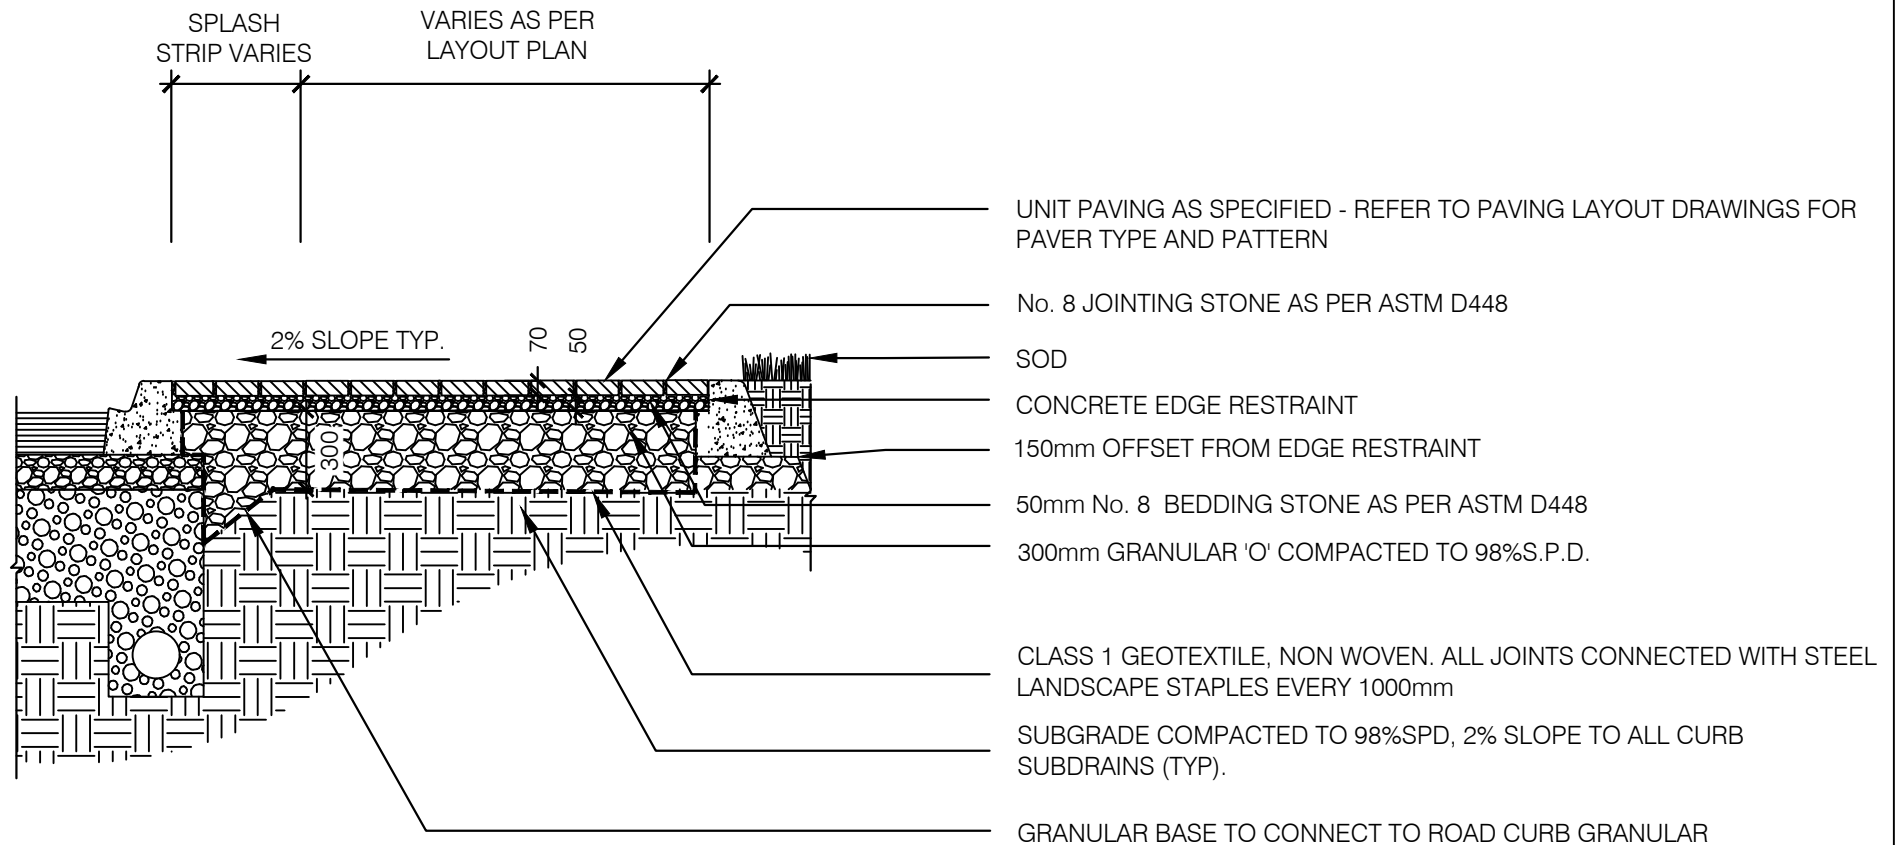 SPLASH
STRIP VARIES
VARIES AS PER
LAYOUT PLAN
UNIT PAVING AS SPECIFIED - REFER TO PAVING LAYOUT DRAWINGS FOR
PAVER TYPE AND PATTERN
No. 8 JOINTING STONE AS PER ASTM D448
2% SLOPE TYP.
70
50
SOD
CONCRETE EDGE RESTRAINT
150mm OFFSET FROM EDGE RESTRAINT
300
50mm No. 8  BEDDING STONE AS PER ASTM D448
300mm GRANULAR 'O' COMPACTED TO 98%S.P.D.
CLASS 1 GEOTEXTILE, NON WOVEN. ALL JOINTS CONNECTED WITH STEEL
LANDSCAPE STAPLES EVERY 1000mm
SUBGRADE COMPACTED TO 98%SPD, 2% SLOPE TO ALL CURB
SUBDRAINS (TYP).
GRANULAR BASE TO CONNECT TO ROAD CURB GRANULAR